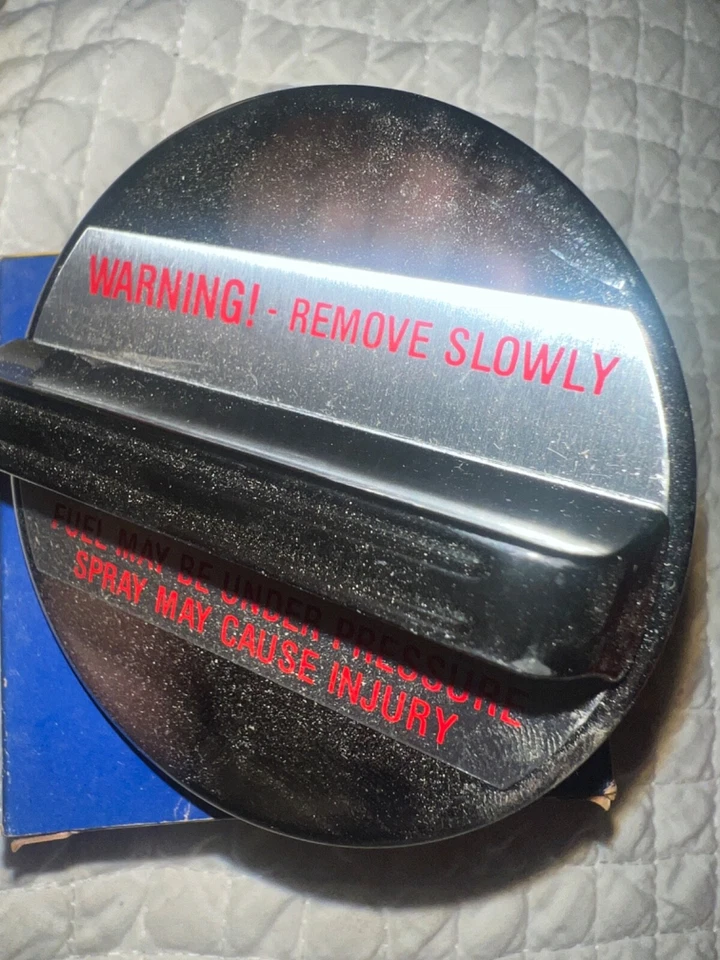 WARNING! - REMOVE SLOWLY
FUEL MAY BE UNDER PRESSURE
SPRAY MAY CAUSE INJURY